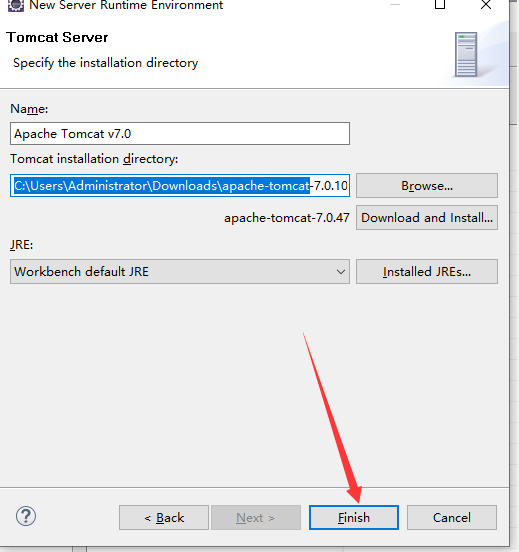 New Server Runtime Environment
Tomcat Server
Specify the installation directory
Name:
Apache Tomcat v7.0
Tomcat installation directory:
C:\Users\Administrator\Downloads\apache-tomcat-7.0.10
Browse...
apache-tomcat-7.0.47
Download and Install...
JRE:
Workbench default JRE
Installed JREs...
?
< Back
Next >
Finish
Cancel